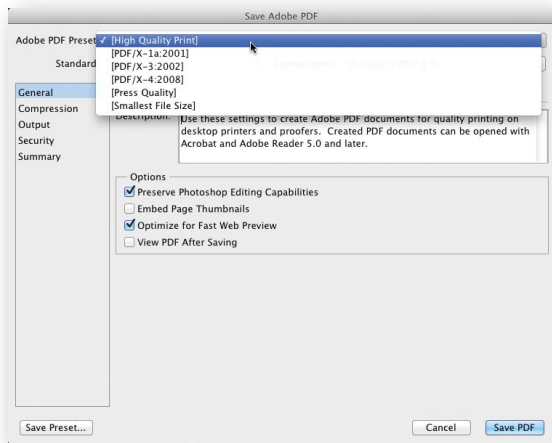 Save Adobe PDF
Adobe PDF Preset ✓ [High Quality Print]
[PDF/X-1a:2001]
Standard [PDF/X-3:2002]
[PDF/X-4:2008]
[Press Quality]
[Smallest File Size]
General
Compression
Output
Security
Summary
Description: Use these settings to create Adobe PDF documents for quality printing on
desktop printers and proofers. Created PDF documents can be opened with
Acrobat and Adobe Reader 5.0 and later.
Options
Preserve Photoshop Editing Capabilities
Embed Page Thumbnails
Optimize for Fast Web Preview
View PDF After Saving
Save Preset...
Cancel
Save PDF